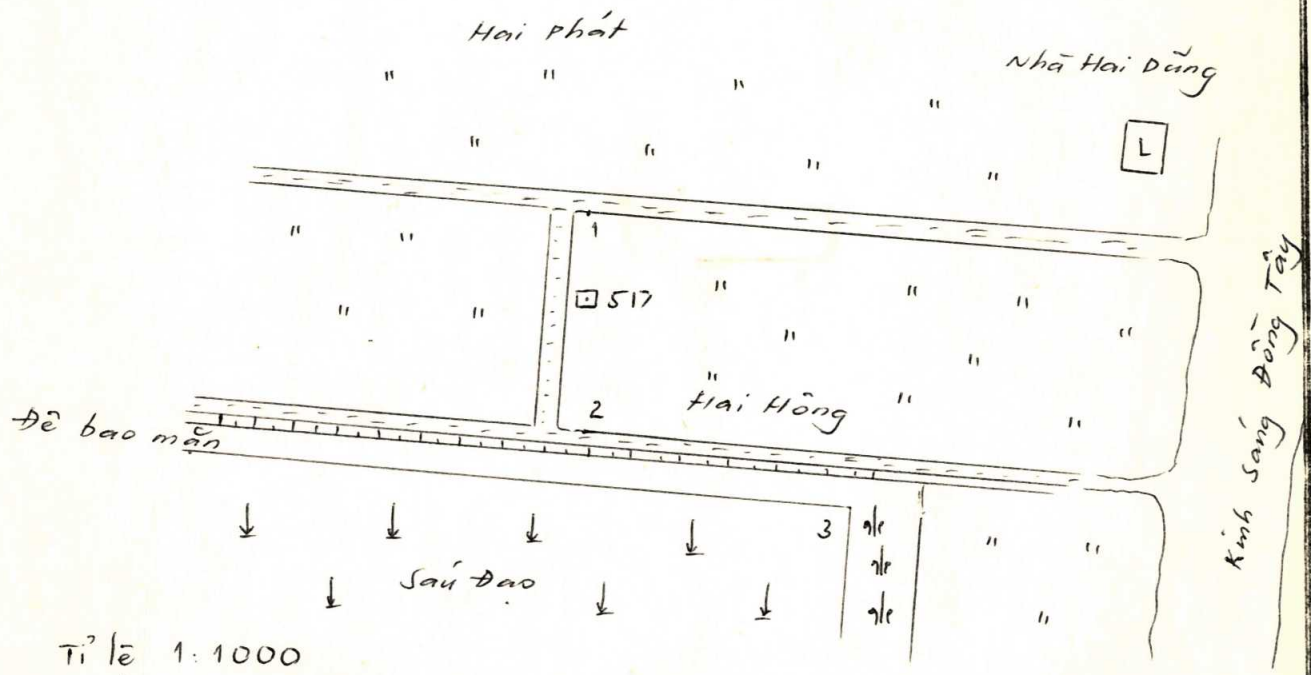 Hai Phát
Nhà Hai Dũng
L
1
517
2
Hai Hồng
Đê bao mặn
3
Sáu Đạo
Kinh Sáng Đông Tây
Tỉ lệ 1:1000